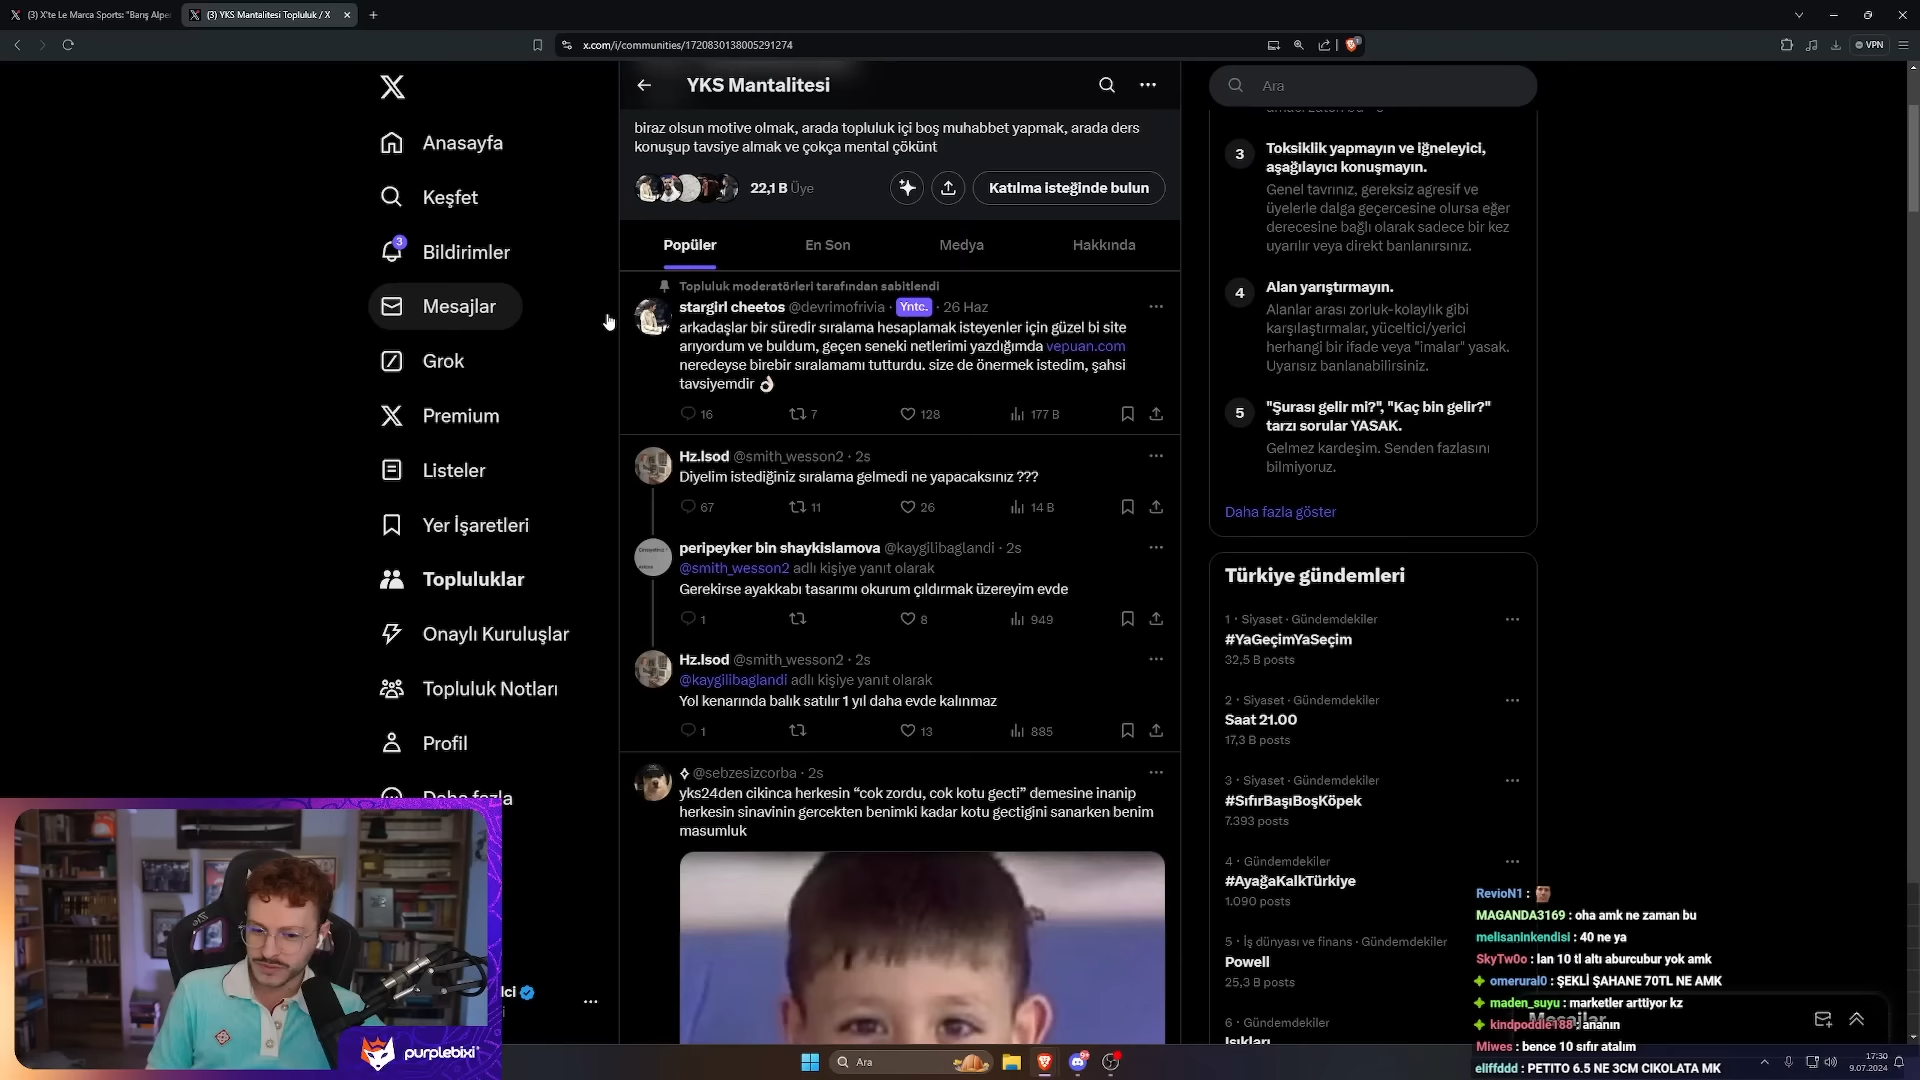 (3) X'te Le Marca Sports: "Barış Alper
(3) YKS Mantalitesi Topluluk / X
x.com/i/communities/1720830138005291274
VPN
Anasayfa
Keşfet
3
Bildirimler
Mesajlar
Grok
Premium
Listeler
Yer İşaretleri
Topluluklar
Onaylı Kuruluşlar
Topluluk Notları
Profil
Daha fazla
YKS Mantalitesi
biraz olsun motive olmak, arada topluluk içi boş muhabbet yapmak, arada ders
konuşup tavsiye almak ve çokça mental çökünt
22,1 B Üye
Katılma isteğinde bulun
Popüler
En Son
Medya
Hakkında
Topluluk moderatörleri tarafından sabitlendi
stargirl cheetos @devrimofrivia · Yntc. · 26 Haz
arkadaşlar bir süredir sıralama hesaplamak isteyenler için güzel bi site
arıyordum ve buldum, geçen seneki netlerimi yazdığımda vepuan.com
neredeyse birebir sıralamamı tutturdu. size de önermek istedim, şahsi
tavsiyemdir 👌🏻
16 7 128 177 B
Hz.lsod @smith_wesson2 · 2s
Diyelim istediğiniz sıralama gelmedi ne yapacaksınız ???
67 11 26 14 B
peripeyker bin shaykislamova @kaygilibaglandi · 2s
@smith_wesson2 adlı kişiye yanıt olarak
Gerekirse ayakkabı tasarımı okurum çıldırmak üzereyim evde
1 8 949
Hz.lsod @smith_wesson2 · 2s
@kaygilibaglandi adlı kişiye yanıt olarak
Yol kenarında balık satılır 1 yıl daha evde kalınmaz
1 13 885
✧ @sebzesizcorba · 2s
yks24den cikinca herkesin “cok zordu, cok kotu gecti” demesine inanip
herkesin sinavinin gercekten benimki kadar kotu gectigini sanarken benim
masumluk
Ara
3
Toksiklik yapmayın ve iğneleyici,
aşağılayıcı konuşmayın.
Genel tavrınız, gereksiz agresif ve
üyelerle dalga geçercesine olursa eğer
derecesine bağlı olarak sadece bir kez
uyarılır veya direkt banlanırsınız.
4
Alan yarıştırmayın.
Alanlar arası zorluk-kolaylık gibi
karşılaştırmalar, yüceltici/yerici
herhangi bir ifade veya "imalar" yasak.
Uyarısız banlanabilirsiniz.
5
"Şurası gelir mi?", "Kaç bin gelir?"
tarzı sorular YASAK.
Gelmez kardeşim. Senden fazlasını
bilmiyoruz.
Daha fazla göster
Türkiye gündemleri
1 · Siyaset · Gündemdekiler
#YaGeçimYaSeçim
32,5 B posts
2 · Siyaset · Gündemdekiler
Saat 21.00
17,3 B posts
3 · Siyaset · Gündemdekiler
#SıfırBaşıBoşKöpek
7.393 posts
4 · Gündemdekiler
#AyağaKalkTürkiye
1.090 posts
5 · İş dünyası ve finans · Gündemdekiler
Powell
25,3 B posts
6 · Gündemdekiler
Işıkları
Mesajlar
RevioN1 :
MAGANDA3169 : oha amk ne zaman bu
melisaninkendisi : 40 ne ya
SkyTw0o : lan 10 tl altı aburcubur yok amk
omerural0 : ŞEKLİ ŞAHANE 70TL NE AMK
maden_suyu : marketler arttiyor kz
kindpoddle188 : ananın
Miwes : bence 10 sıfır atalım
eliffddd : PETITO 6.5 NE 3CM CIKOLATA MK
lci
purplebixi
Ara
17:30
9.07.2024